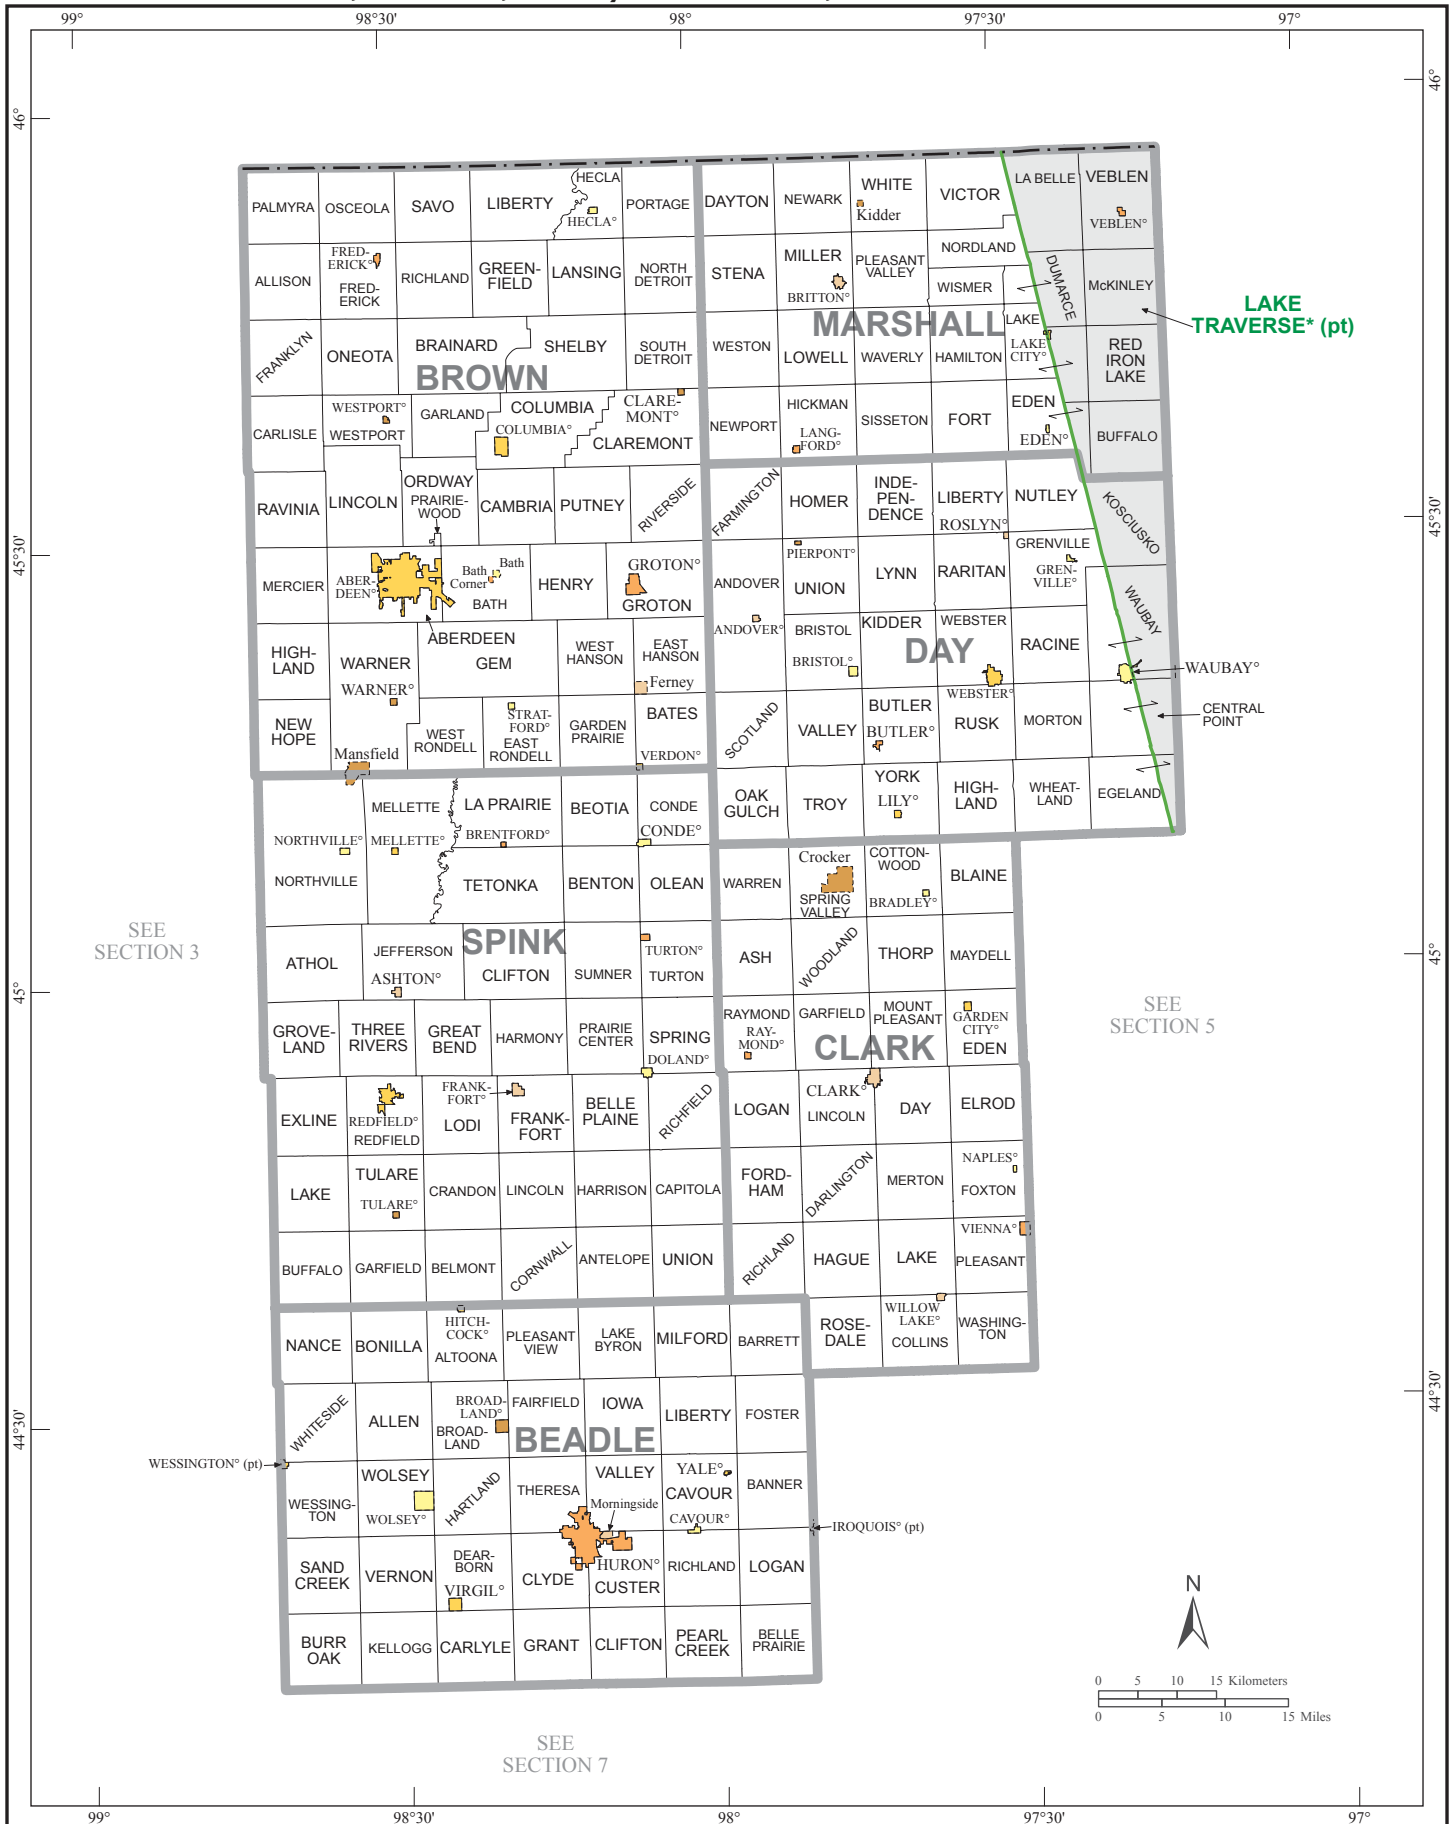 99°
98°30'
98°
97°30'
97°
46°
46°
45°30'
45°30'
45°
45°
44°30'
44°30'
PALMYRA
OSCEOLA
SAVO
LIBERTY
HECLA
HECLA°
PORTAGE
DAYTON
NEWARK
WHITE
Kidder
VICTOR
LA BELLE
VEBLEN
VEBLEN°
ALLISON
FRED-
ERICK°
FRED-
ERICK
RICHLAND
GREEN-
FIELD
LANSING
NORTH
DETROIT
STENA
MILLER
BRITTON°
PLEASANT
VALLEY
NORDLAND
WISMER
DUMARCE
McKINLEY
LAKE
TRAVERSE* (pt)
FRANKLYN
ONEOTA
BRAINARD
BROWN
SHELBY
SOUTH
DETROIT
WESTON
MARSHALL
LOWELL
WAVERLY
HAMILTON
LAKE
LAKE
CITY°
RED
IRON
LAKE
CARLISLE
WESTPORT°
WESTPORT
GARLAND
COLUMBIA
COLUMBIA°
CLARE-
MONT°
CLAREMONT
NEWPORT
HICKMAN
LANG-
FORD°
SISSETON
FORT
EDEN
EDEN°
BUFFALO
RAVINIA
LINCOLN
ORDWAY
PRAIRIE-
WOOD
CAMBRIA
PUTNEY
RIVERSIDE
FARMINGTON
HOMER
INDE-
PEN-
DENCE
LIBERTY
ROSLYN°
NUTLEY
KOSCIUSKO
MERCIER
ABER-
DEEN°
Bath
Bath
Corner
BATH
HENRY
GROTON°
GROTON
ANDOVER
ANDOVER°
PIERPONT°
UNION
LYNN
RARITAN
GRENVILLE
GREN-
VILLE°
WAUBAY
HIGH-
LAND
WARNER
WARNER°
ABERDEEN
GEM
WEST
HANSON
EAST
HANSON
Ferney
BRISTOL
BRISTOL°
KIDDER
DAY
WEBSTER
WEBSTER°
RACINE
WAUBAY°
NEW
HOPE
Mansfield
WEST
RONDELL
STRAT-
FORD°
EAST
RONDELL
GARDEN
PRAIRIE
BATES
VERDON°
SCOTLAND
VALLEY
BUTLER
BUTLER°
RUSK
MORTON
CENTRAL
POINT
NORTHVILLE°
NORTHVILLE
MELLETTE
MELLETTE°
LA PRAIRIE
BRENTFORD°
BEOTIA
CONDE
CONDE°
OAK
GULCH
TROY
YORK
LILY°
HIGH-
LAND
WHEAT-
LAND
EGELAND
TETONKA
BENTON
OLEAN
WARREN
Crocker
SPRING
VALLEY
COTTON-
WOOD
BRADLEY°
BLAINE
SEE
SECTION 3
ATHOL
JEFFERSON
ASHTON°
SPINK
CLIFTON
SUMNER
TURTON°
TURTON
ASH
WOODLAND
THORP
MAYDELL
SEE
SECTION 5
GROVE-
LAND
THREE
RIVERS
GREAT
BEND
HARMONY
PRAIRIE
CENTER
SPRING
DOLAND°
RAYMOND
RAY-
MOND°
GARFIELD
CLARK
MOUNT
PLEASANT
GARDEN
CITY°
EDEN
EXLINE
REDFIELD°
REDFIELD
FRANK-
FORT°
LODI
FRANK-
FORT
BELLE
PLAINE
RICHFIELD
LOGAN
CLARK°
LINCOLN
DAY
ELROD
LAKE
TULARE
TULARE°
CRANDON
LINCOLN
HARRISON
CAPITOLA
FORD-
HAM
DARLINGTON
MERTON
NAPLES°
FOXTON
BUFFALO
GARFIELD
BELMONT
CORNWALL
ANTELOPE
UNION
RICHLAND
HAGUE
LAKE
VIENNA°
PLEASANT
NANCE
BONILLA
HITCH-
COCK°
ALTOONA
PLEASANT
VIEW
LAKE
BYRON
MILFORD
BARRETT
ROSE-
DALE
WILLOW
LAKE°
COLLINS
WASHING-
TON
WHITESIDE
ALLEN
BROAD-
LAND°
BROAD-
LAND
FAIRFIELD
BEADLE
IOWA
LIBERTY
FOSTER
WESSINGTON° (pt)
WESSING-
TON
WOLSEY
WOLSEY°
HARTLAND
THERESA
VALLEY
Morningside
YALE°
CAVOUR
CAVOUR°
BANNER
IROQUOIS° (pt)
SAND
CREEK
VERNON
DEAR-
BORN
VIRGIL°
CLYDE
HURON°
CUSTER
RICHLAND
LOGAN
BURR
OAK
KELLOGG
CARLYLE
GRANT
CLIFTON
PEARL
CREEK
BELLE
PRAIRIE
N
0 5 10 15 Kilometers
0 5 10 15 Miles
SEE
SECTION 7
99°
98°30'
98°
97°30'
97°